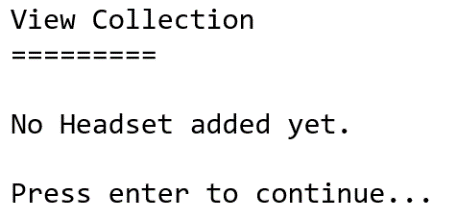 View Collection
=========
No Headset added yet.
Press enter to continue...